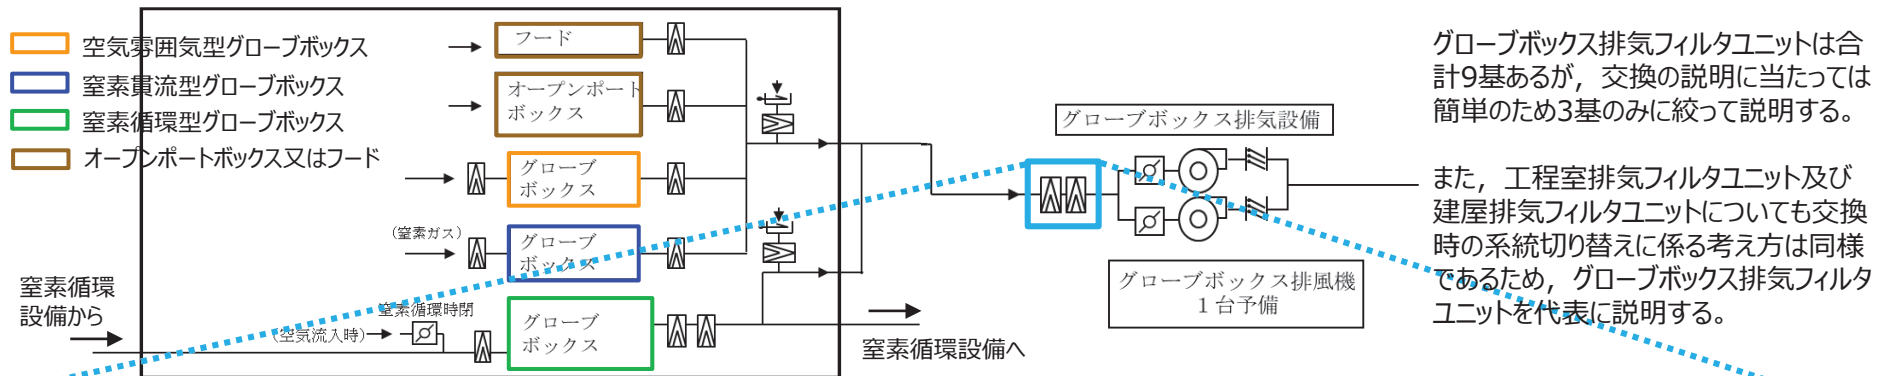 空気雰囲気型グローブボックス
窒素貫流型グローブボックス
窒素循環型グローブボックス
オープンポートボックス又はフード
フード
オープンポート
ボックス
グローブ
ボックス
(窒素ガス)
グローブ
ボックス
窒素循環
設備から
窒素循環時閉
(空気流入時)
グローブ
ボックス
窒素循環設備へ
グローブボックス排気設備
グローブボックス排風機
1台予備
グローブボックス排気フィルタユニットは合
計9基あるが，交換の説明に当たっては
簡単のため3基のみに絞って説明する。
また，工程室排気フィルタユニット及び
建屋排気フィルタユニットについても交換
時の系統切り替えに係る考え方は同様
であるため，グローブボックス排気フィルタ
ユニットを代表に説明する。